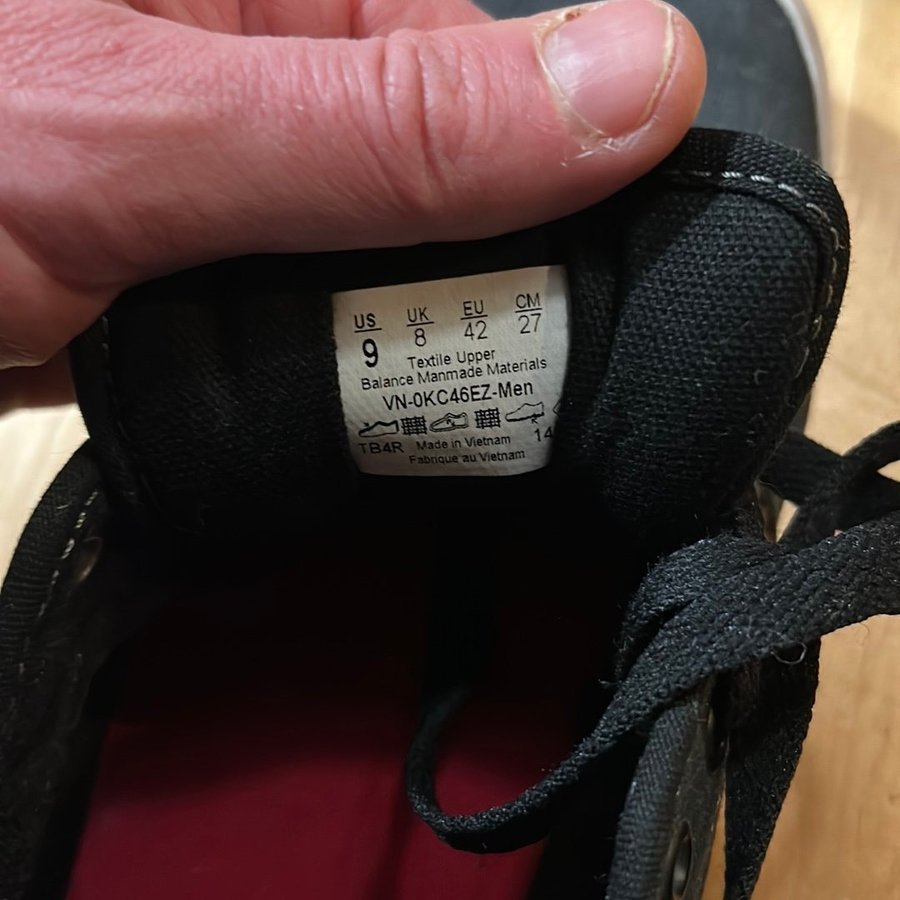 US UK EU CM
9 8 42 27
Textile Upper
Balance Manmade Materials
VN-0KC46EZ-Men
TB4R Made in Vietnam 14
Fabrique au Vietnam